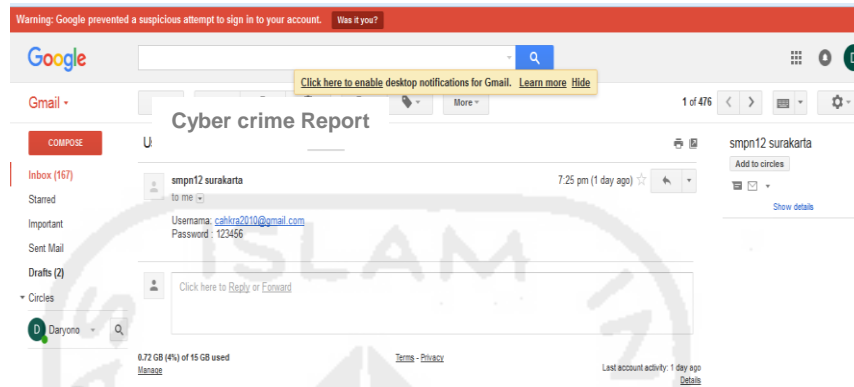 Warning: Google prevented a suspicious attempt to sign in to your account. Was it you?
Google
Click here to enable desktop notifications for Gmail. Learn more Hide
Gmail
More
1 of 476
Cyber crime Report
COMPOSE
smpn12 surakarta
Add to circles
Show details
Inbox (167)
Starred
Important
Sent Mail
Drafts (2)
Circles
Daryono
smpn12 surakarta
7:25 pm (1 day ago)
to me
Usernama: cahkra2010@gmail.com
Password : 123456
Click here to Reply or Forward
0.72 GB (4%) of 15 GB used
Manage
Terms - Privacy
Last account activity: 1 day ago
Details
ISLAM